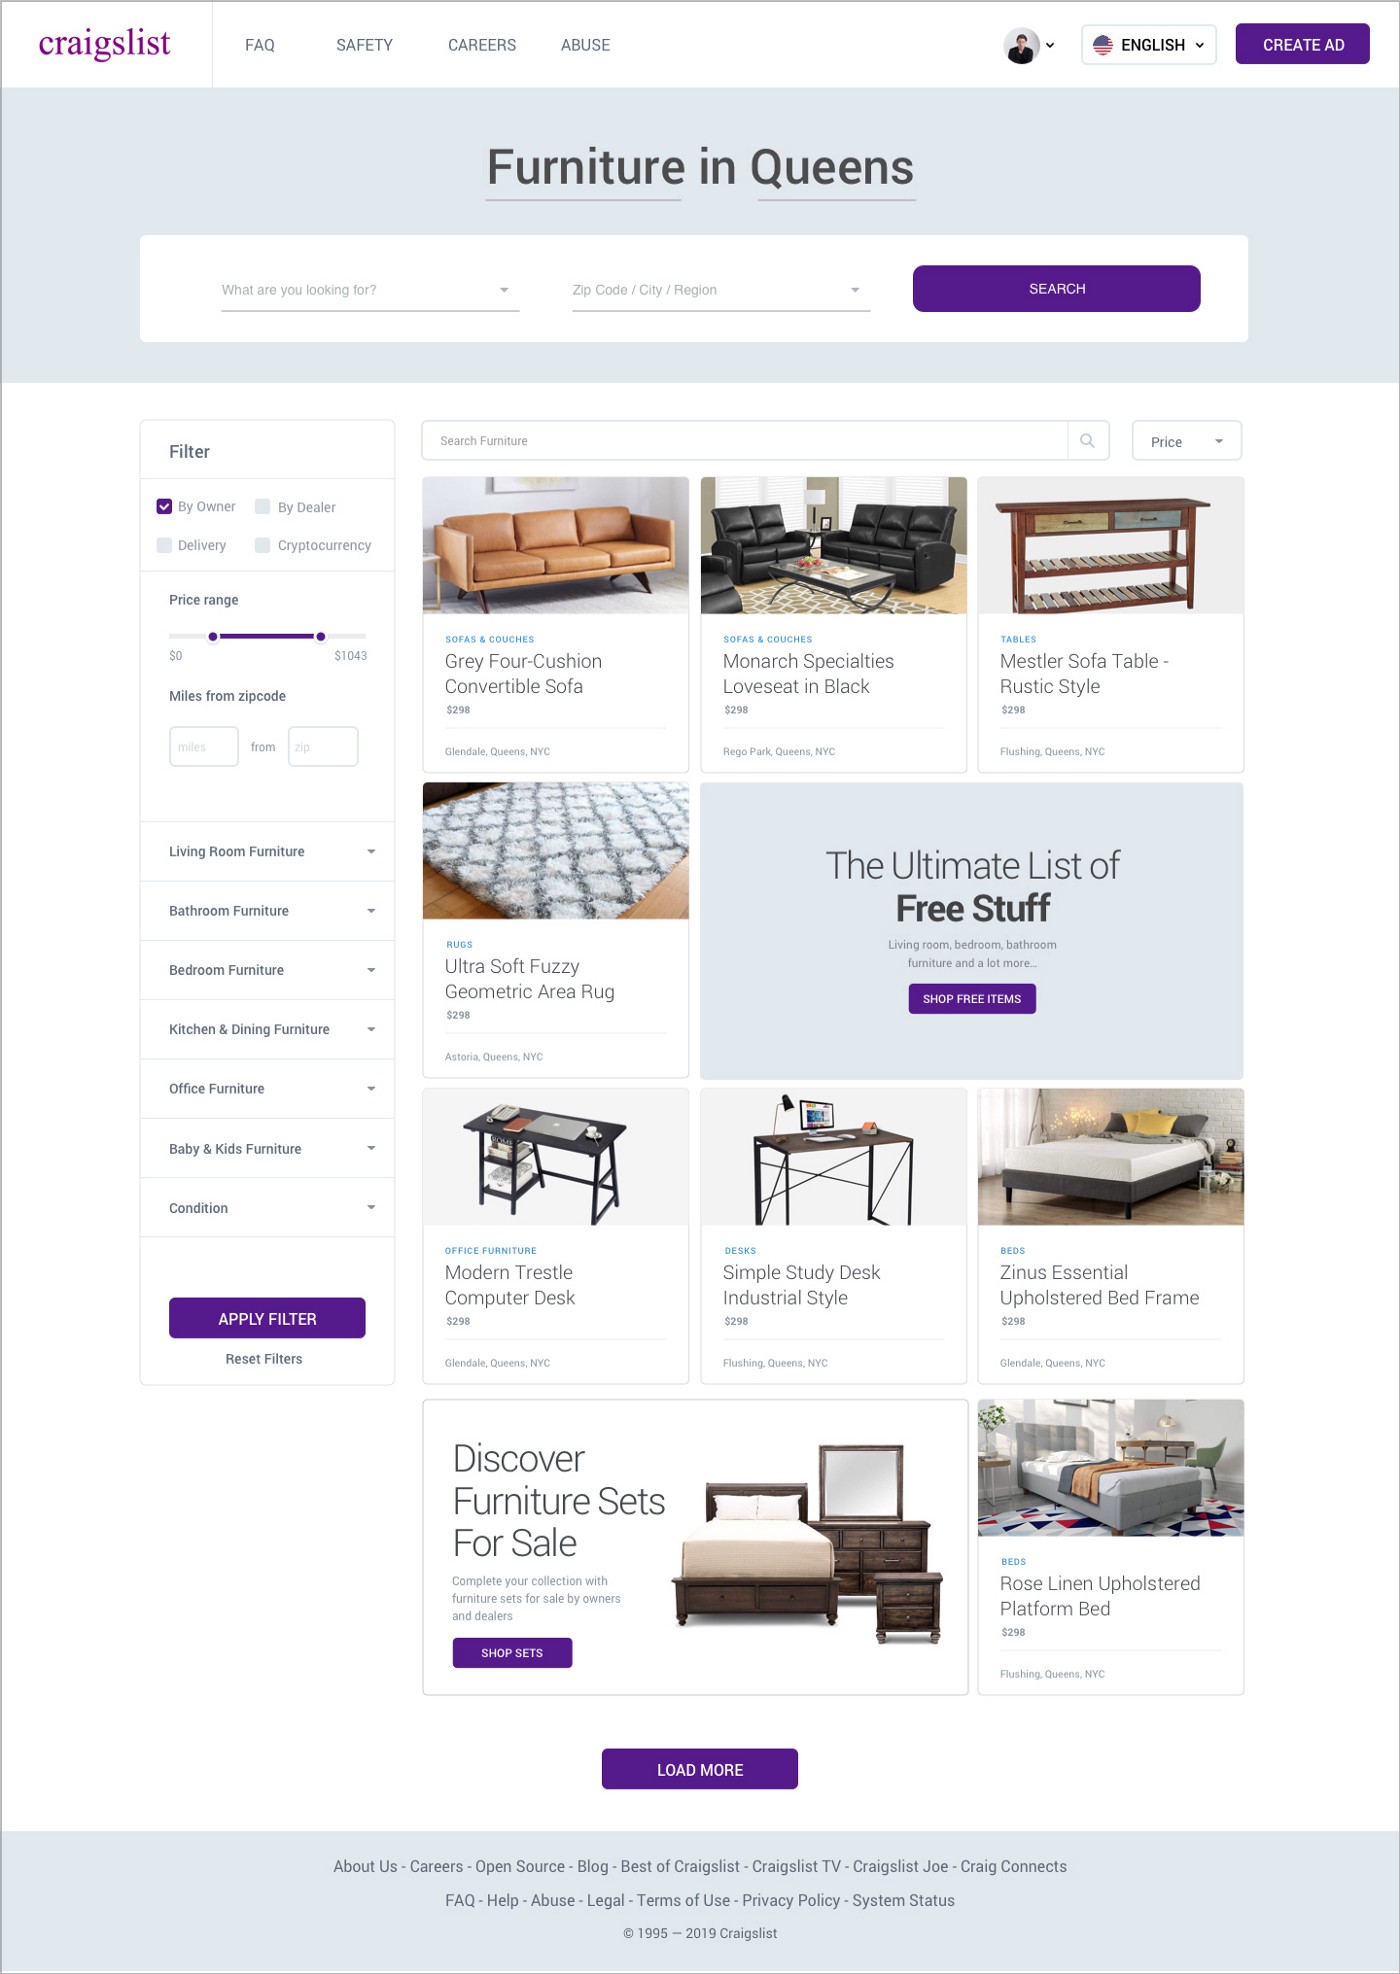 craigslist
FAQ
SAFETY
CAREERS
ABUSE
ENGLISH
CREATE AD
Furniture in Queens
What are you looking for?
Zip Code / City / Region
SEARCH
Filter
By Owner
By Dealer
Delivery
Cryptocurrency
Price range
$0
$1043
Miles from zipcode
miles
from
zip
Living Room Furniture
Bathroom Furniture
Bedroom Furniture
Kitchen & Dining Furniture
Office Furniture
Baby & Kids Furniture
Condition
APPLY FILTER
Reset Filters
Search Furniture
Price
SOFAS & COUCHES
Grey Four-Cushion
Convertible Sofa
$298
Glendale, Queens, NYC
SOFAS & COUCHES
Monarch Specialties
Loveseat in Black
$298
Rego Park, Queens, NYC
TABLES
Mestler Sofa Table -
Rustic Style
$298
Flushing, Queens, NYC
RUGS
Ultra Soft Fuzzy
Geometric Area Rug
$298
Astoria, Queens, NYC
The Ultimate List of
Free Stuff
Living room, bedroom, bathroom
furniture and a lot more...
SHOP FREE ITEMS
OFFICE FURNITURE
Modern Trestle
Computer Desk
$298
Glendale, Queens, NYC
DESKS
Simple Study Desk
Industrial Style
$298
Flushing, Queens, NYC
BEDS
Zinus Essential
Upholstered Bed Frame
$298
Glendale, Queens, NYC
Discover
Furniture Sets
For Sale
Complete your collection with
furniture sets for sale by owners
and dealers
SHOP SETS
BEDS
Rose Linen Upholstered
Platform Bed
$298
Flushing, Queens, NYC
LOAD MORE
About Us - Careers - Open Source - Blog - Best of Craigslist - Craigslist TV - Craigslist Joe - Craig Connects
FAQ - Help - Abuse - Legal - Terms of Use - Privacy Policy - System Status
© 1995 — 2019 Craigslist